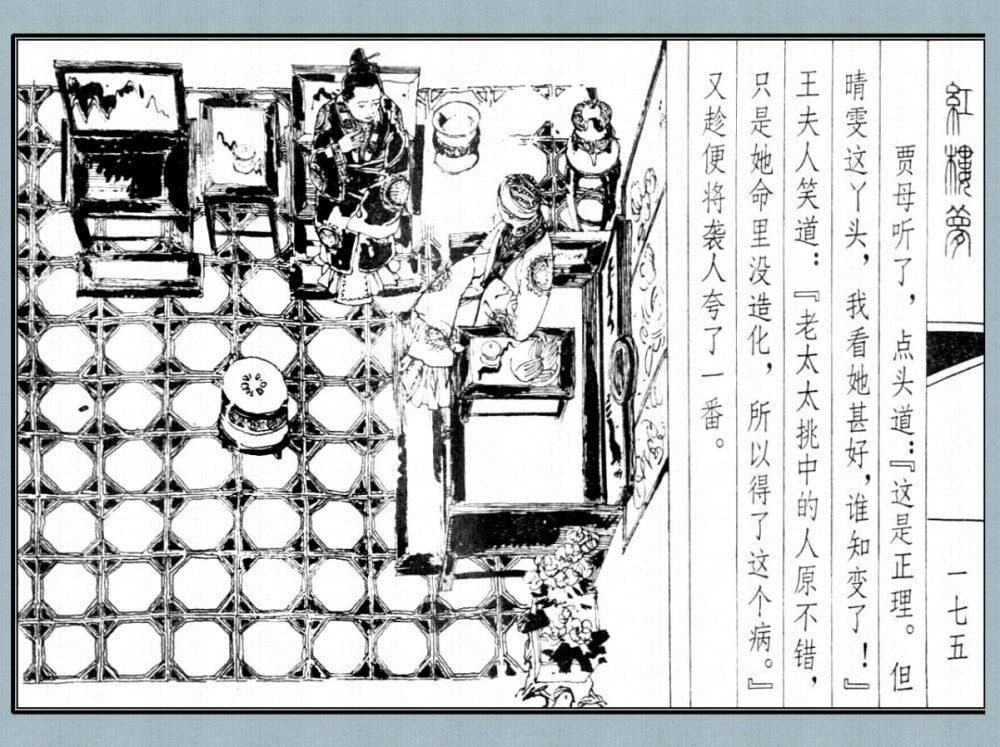 紅樓夢
一七五
贾母听了，点头道：『这是正理。但
晴雯这丫头，我看她甚好，谁知变了！』
王夫人笑道：『老太太挑中的人原不错，
只是她命里没造化，所以得了这个病。』
又趁便将袭人夸了一番。